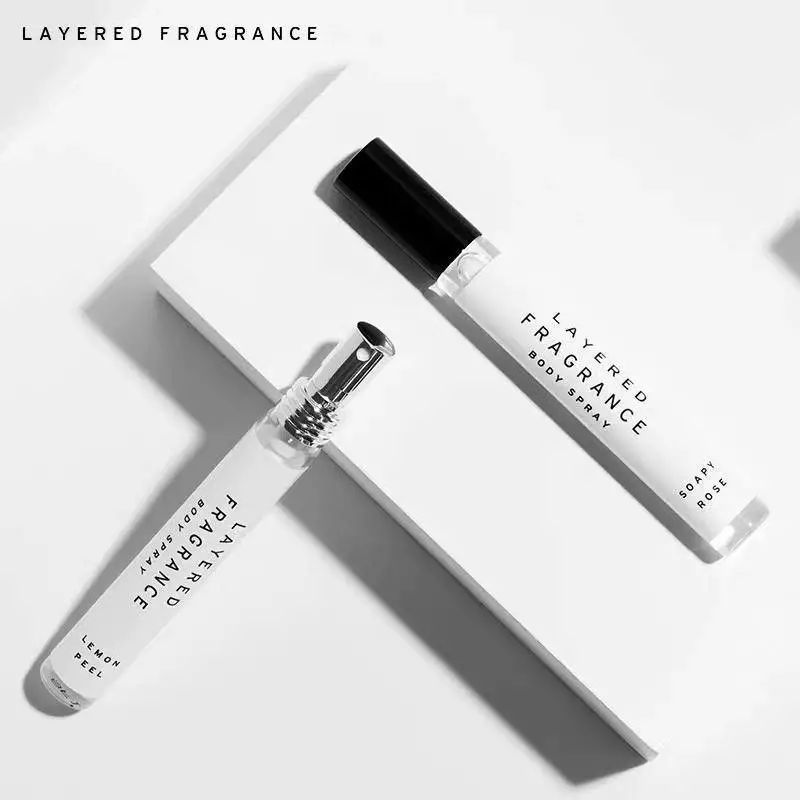 LAYERED FRAGRANCE
LAYERED
FRAGRANCE
BODY SPRAY
SOAPY
ROSE
LAYERED
FRAGRANCE
BODY SPRAY
LEMON
PEEL